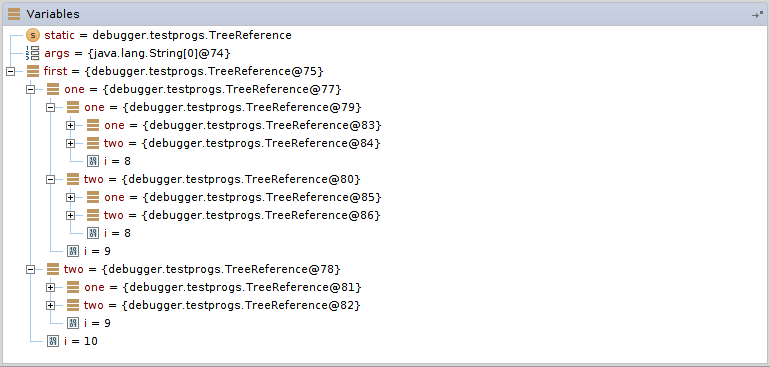 Variables
s static = debugger.testprogs.TreeReference
args = {java.lang.String[0]@74}
first = {debugger.testprogs.TreeReference@75}
one = {debugger.testprogs.TreeReference@77}
one = {debugger.testprogs.TreeReference@79}
one = {debugger.testprogs.TreeReference@83}
two = {debugger.testprogs.TreeReference@84}
i = 8
two = {debugger.testprogs.TreeReference@80}
one = {debugger.testprogs.TreeReference@85}
two = {debugger.testprogs.TreeReference@86}
i = 8
i = 9
two = {debugger.testprogs.TreeReference@78}
one = {debugger.testprogs.TreeReference@81}
two = {debugger.testprogs.TreeReference@82}
i = 9
i = 10